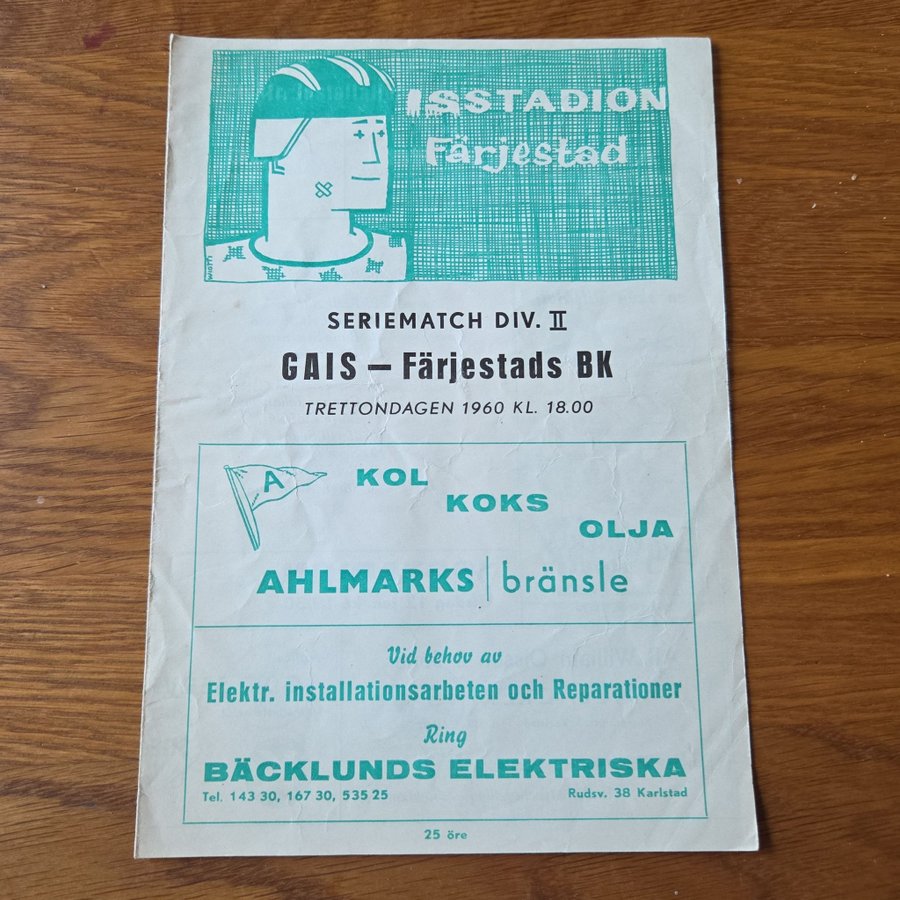 ISSTADION
Färjestad
SERIEMATCH DIV. II
GAIS — Färjestads BK
TRETTONDAGEN 1960 KL. 18.00
A
KOL
KOKS
OLJA
AHLMARKS | bränsle
Vid behov av
Elektr. installationsarbeten och Reparationer
Ring
BÄCKLUNDS ELEKTRISKA
Tel. 143 30, 167 30, 535 25 Rudsv. 38 Karlstad
25 öre